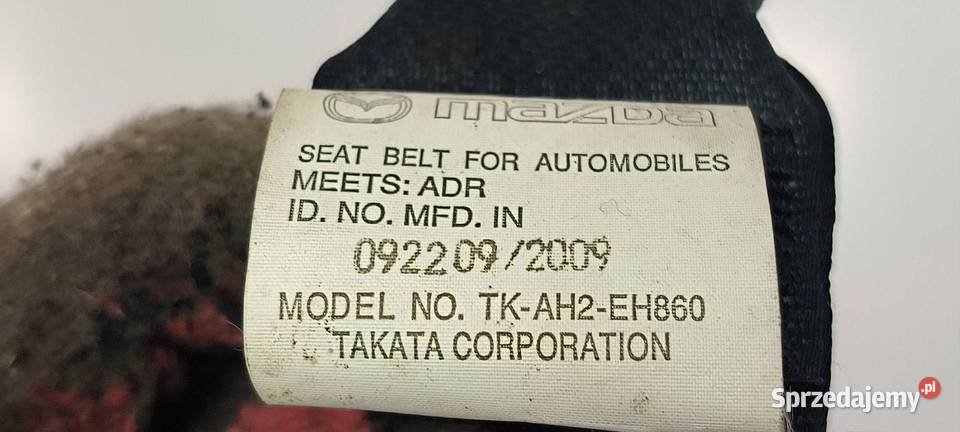 mazda
SEAT BELT FOR AUTOMOBILES
MEETS: ADR
ID. NO. MFD. IN
092209/2009
MODEL NO. TK-AH2-EH860
TAKATA CORPORATION
Sprzedajemy.pl